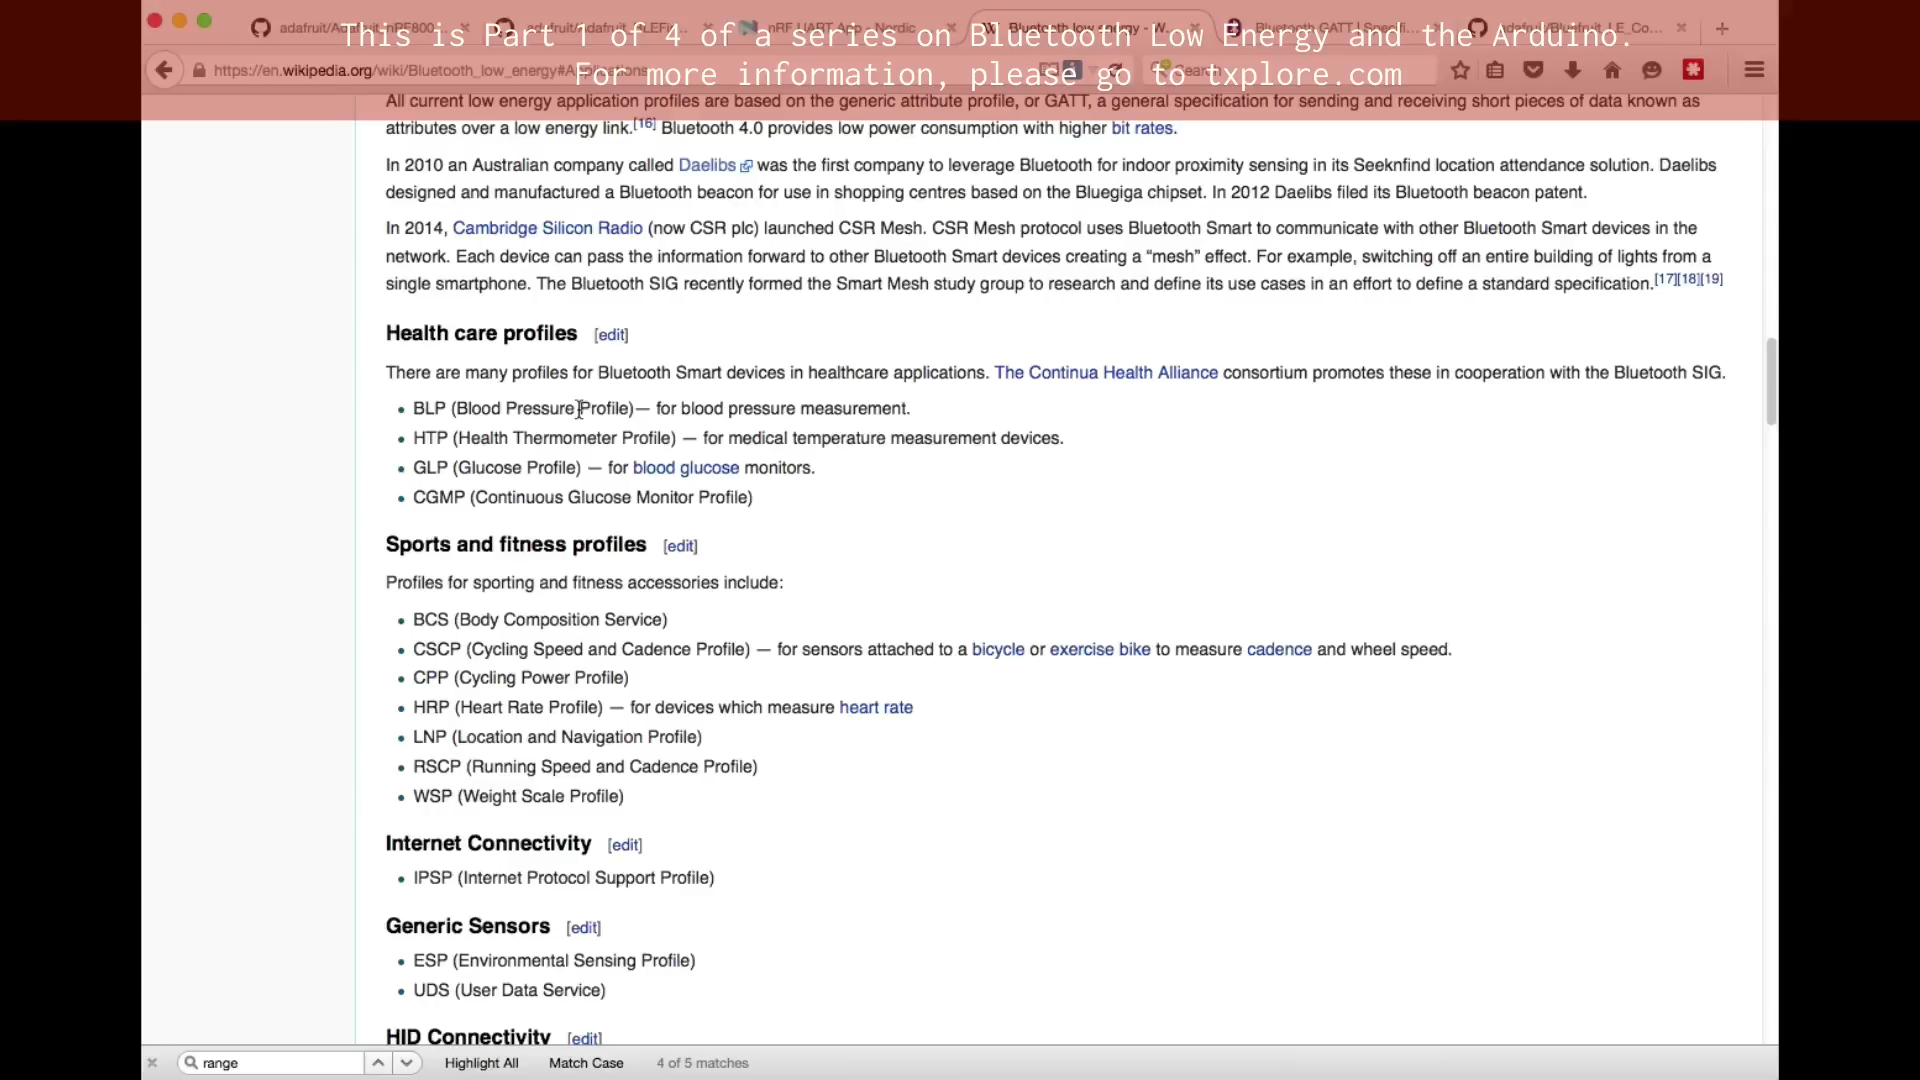 This is Part 1 of 4 of a series on Bluetooth Low Energy and the Arduino.
For more information, please go to txplore.com
https://en.wikipedia.org/wiki/Bluetooth_low_energy#Applications
All current low energy application profiles are based on the generic attribute profile, or GATT, a general specification for sending and receiving short pieces of data known as
attributes over a low energy link.[16] Bluetooth 4.0 provides low power consumption with higher bit rates.
In 2010 an Australian company called Daelibs was the first company to leverage Bluetooth for indoor proximity sensing in its Seeknfind location attendance solution. Daelibs
designed and manufactured a Bluetooth beacon for use in shopping centres based on the Bluegiga chipset. In 2012 Daelibs filed its Bluetooth beacon patent.
In 2014, Cambridge Silicon Radio (now CSR plc) launched CSR Mesh. CSR Mesh protocol uses Bluetooth Smart to communicate with other Bluetooth Smart devices in the
network. Each device can pass the information forward to other Bluetooth Smart devices creating a “mesh” effect. For example, switching off an entire building of lights from a
single smartphone. The Bluetooth SIG recently formed the Smart Mesh study group to research and define its use cases in an effort to define a standard specification.[17][18][19]
Health care profiles [edit]
There are many profiles for Bluetooth Smart devices in healthcare applications. The Continua Health Alliance consortium promotes these in cooperation with the Bluetooth SIG.
• BLP (Blood Pressure Profile)— for blood pressure measurement.
• HTP (Health Thermometer Profile) — for medical temperature measurement devices.
• GLP (Glucose Profile) — for blood glucose monitors.
• CGMP (Continuous Glucose Monitor Profile)
Sports and fitness profiles [edit]
Profiles for sporting and fitness accessories include:
• BCS (Body Composition Service)
• CSCP (Cycling Speed and Cadence Profile) — for sensors attached to a bicycle or exercise bike to measure cadence and wheel speed.
• CPP (Cycling Power Profile)
• HRP (Heart Rate Profile) — for devices which measure heart rate
• LNP (Location and Navigation Profile)
• RSCP (Running Speed and Cadence Profile)
• WSP (Weight Scale Profile)
Internet Connectivity [edit]
• IPSP (Internet Protocol Support Profile)
Generic Sensors [edit]
• ESP (Environmental Sensing Profile)
• UDS (User Data Service)
HID Connectivity [edit]
range Highlight All Match Case 4 of 5 matches